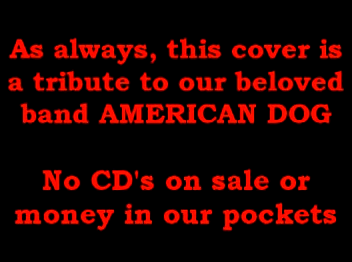 As always, this cover is
a tribute to our beloved
band AMERICAN DOG
No CD's on sale or
money in our pockets